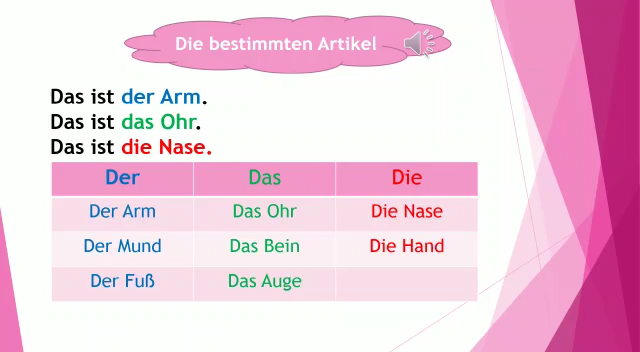 Die bestimmten Artikel
Das ist der Arm.
Das ist das Ohr.
Das ist die Nase.
Der Das Die
Der Arm Das Ohr Die Nase
Der Mund Das Bein Die Hand
Der Fuß Das Auge